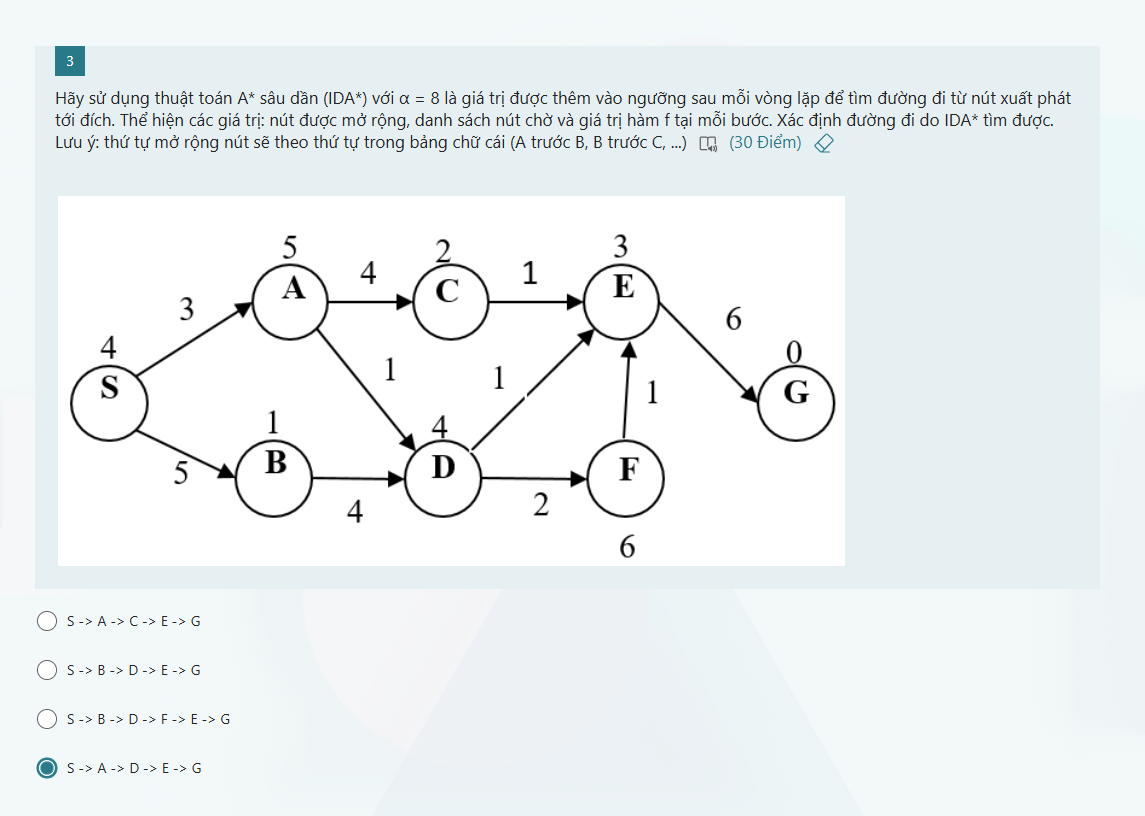 3
Hãy sử dụng thuật toán A* sâu dần (IDA*) với α = 8 là giá trị được thêm vào ngưỡng sau mỗi vòng lặp để tìm đường đi từ nút xuất phát
tới đích. Thể hiện các giá trị: nút được mở rộng, danh sách nút chờ và giá trị hàm f tại mỗi bước. Xác định đường đi do IDA* tìm được.
Lưu ý: thứ tự mở rộng nút sẽ theo thứ tự trong bảng chữ cái (A trước B, B trước C, ...) (30 Điểm)
5 2 3
A 4 C 1 E
3 6
4 0
S 1 1 1 G
1 4
B D F
5 4 2
6
S -> A -> C -> E -> G
S -> B -> D -> E -> G
S -> B -> D -> F -> E -> G
S -> A -> D -> E -> G